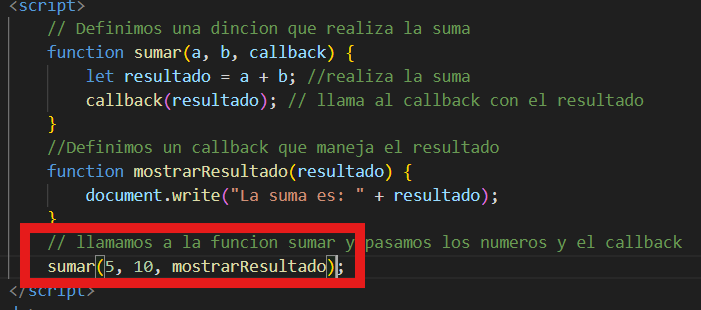 <script>
// Definimos una dincion que realiza la suma
function sumar(a, b, callback) {
let resultado = a + b; //realiza la suma
callback(resultado); // llama al callback con el resultado
}
//Definimos un callback que maneja el resultado
function mostrarResultado(resultado) {
document.write("La suma es: " + resultado);
}
// llamamos a la funcion sumar y pasamos los numeros y el callback
sumar(5, 10, mostrarResultado);
</script>